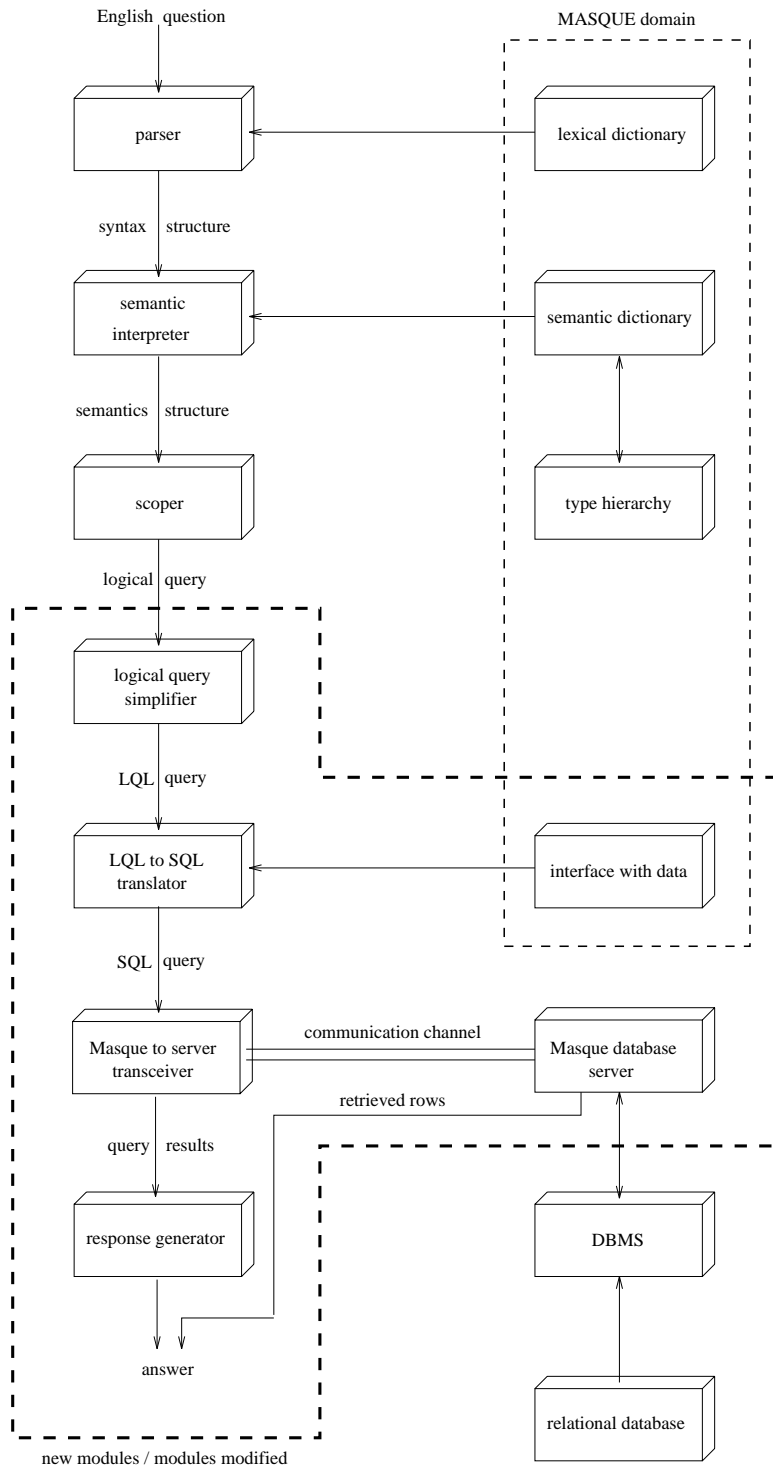 English question
MASQUE domain
parser
lexical dictionary
syntax structure
semantic
interpreter
semantic dictionary
semantics structure
scoper
type hierarchy
logical query
logical query
simplifier
LQL query
LQL to SQL
translator
interface with data
SQL query
communication channel
Masque to server
transceiver
Masque database
server
retrieved rows
query results
response generator
DBMS
answer
relational database
new modules / modules modified